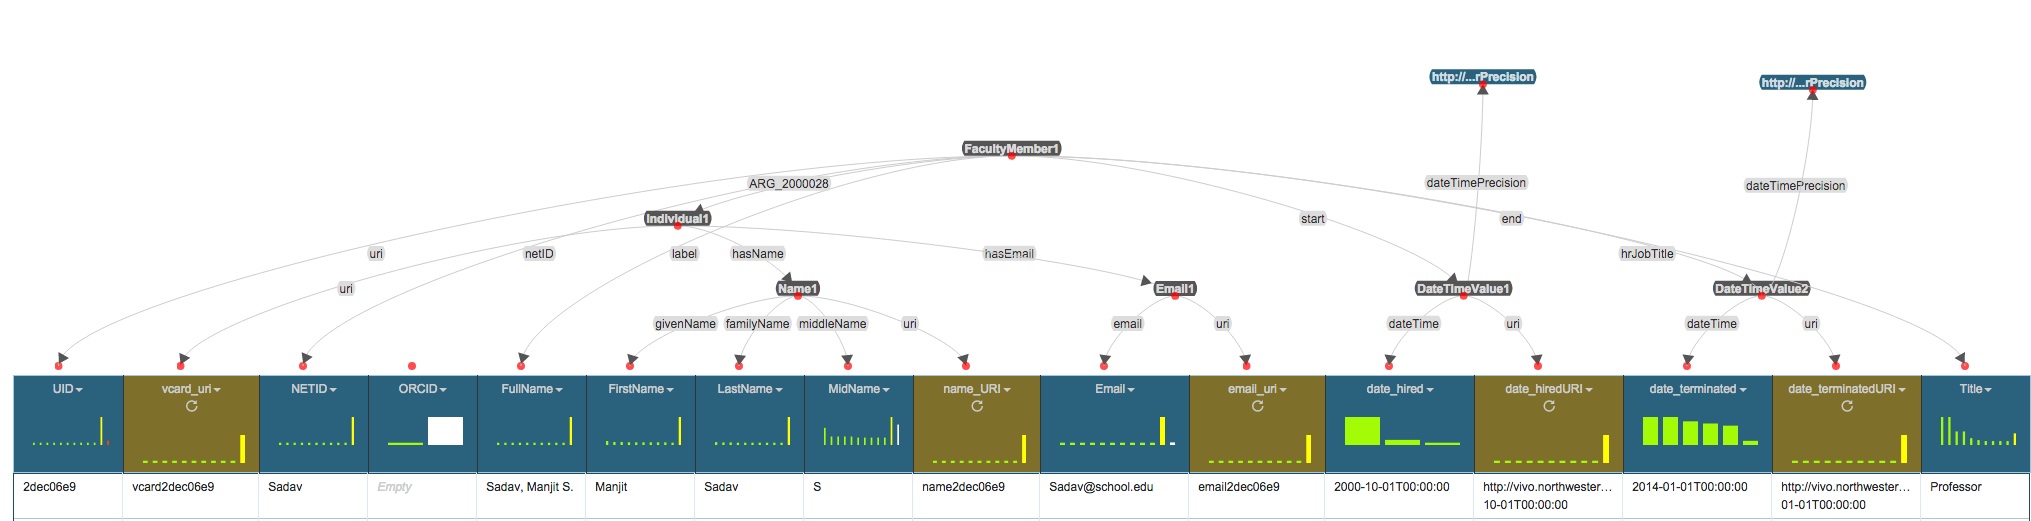 http://...rPrecision
http://...rPrecision
FacultyMember1
ARG_2000028
dateTimePrecision
dateTimePrecision
Individual1
start
end
uri
netID
label
hasName
hasEmail
hrJobTitle
uri
Name1
Email1
DateTimeValue1
DateTimeValue2
givenName
familyName
middleName
uri
email
uri
dateTime
uri
dateTime
uri
UID
vcard_uri
NETID
ORCID
FullName
FirstName
LastName
MidName
name_URI
Email
email_uri
date_hired
date_hiredURI
date_terminated
date_terminatedURI
Title
2dec06e9
vcard2dec06e9
Sadav
Empty
Sadav, Manjit S.
Manjit
Sadav
S
name2dec06e9
Sadav@school.edu
email2dec06e9
2000-10-01T00:00:00
http://vivo.northwester...
10-01T00:00:00
2014-01-01T00:00:00
http://vivo.northwester...
01-01T00:00:00
Professor